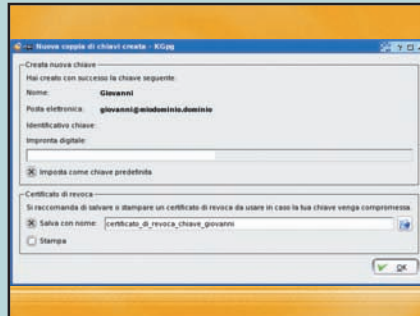 Nuova coppia di chiavi creata - KGpg
Creata nuova chiave
Hai creato con successo la chiave seguente:
Nome: Giovanni
Posta elettronica: giovanni@miodominio.dominio
Identificativo chiave:
Impronta digitale:
Imposta come chiave predefinita
Certificato di revoca
Si raccomanda di salvare o stampare un certificato di revoca da usare in caso la tua chiave venga compromessa.
Salva con nome: certificato_di_revoca_chiave_giovanni
Stampa
OK